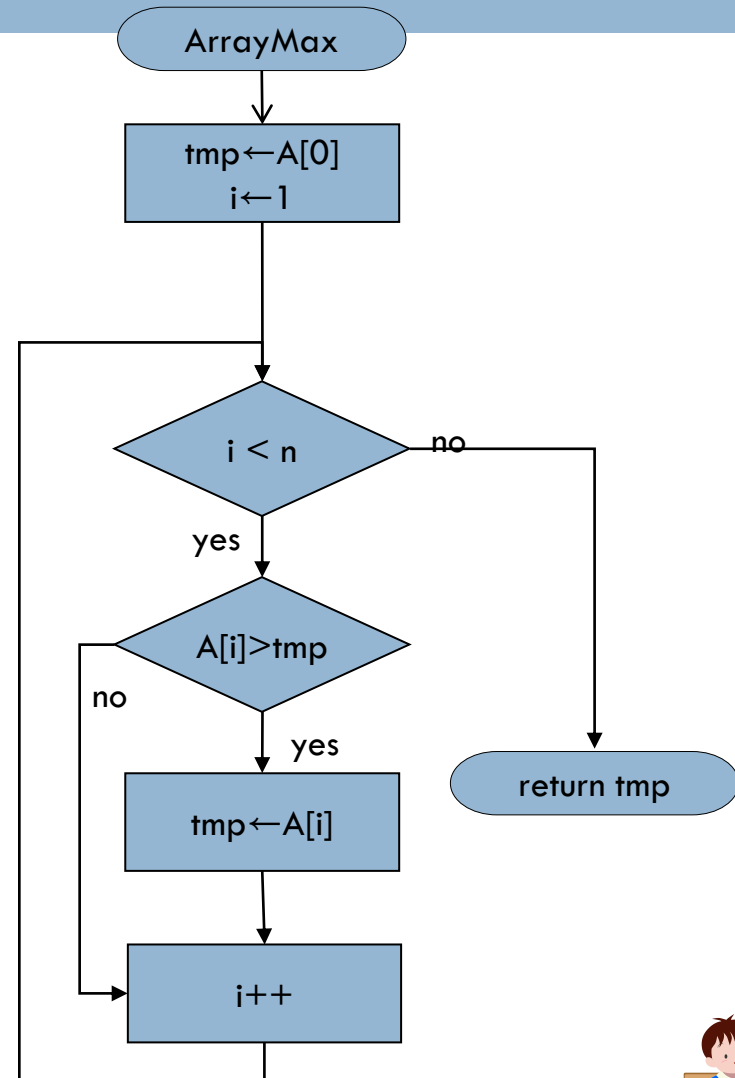 ArrayMax
tmp←A[0]
i←1
i < n
no
yes
A[i]>tmp
no
yes
tmp←A[i]
return tmp
i++